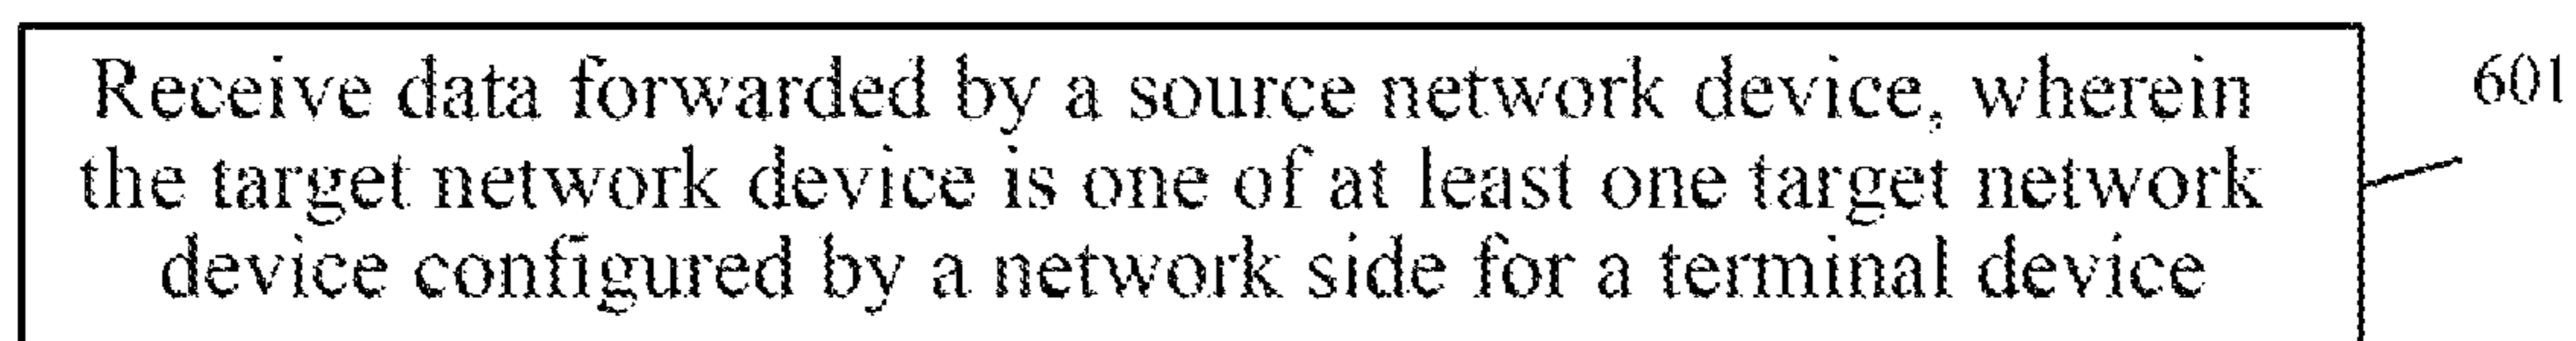 Receive data forwarded by a source network device, wherein
the target network device is one of at least one target network
device configured by a network side for a terminal device
601